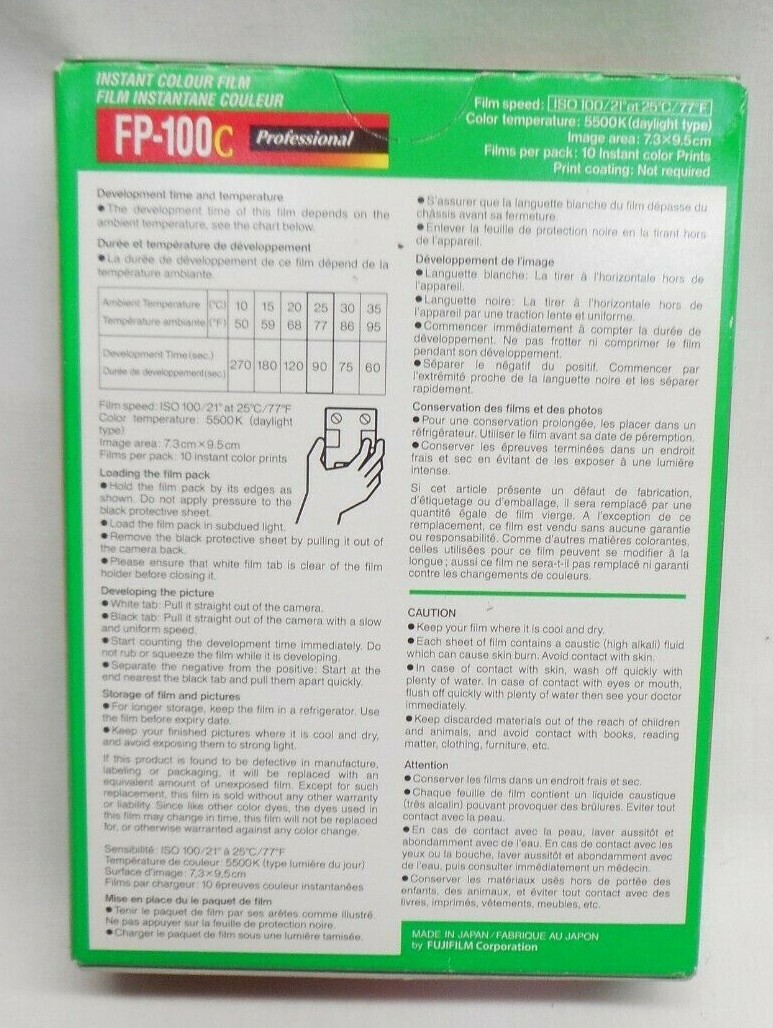 INSTANT COLOUR FILM
FILM INSTANTANE COULEUR
FP-100C Professional
Film speed: ISO 100/21° at 25°C/77°F
Color temperature: 5500K (daylight type)
Image area: 7.3×9.5cm
Films per pack: 10 Instant color Prints
Print coating: Not required
Development time and temperature
● The development time of this film depends on the
ambient temperature, see the chart below.
Durée et température de développement
● La durée de développement de ce film dépend de la
température ambiante.
Ambient Temperature (°C) 10 15 20 25 30 35
Température ambiante (°F) 50 59 68 77 86 95
Development Time (sec.)
Durée de développement (sec.) 270 180 120 90 75 60
Film speed: ISO 100/21° at 25°C/77°F
Color temperature: 5500K (daylight
type)
Image area: 7.3cm×9.5cm
Films per pack: 10 instant color prints
Loading the film pack
● Hold the film pack by its edges as
shown. Do not apply pressure to the
black protective sheet.
● Load the film pack in subdued light.
● Remove the black protective sheet by pulling it out of
the camera back.
● Please ensure that white film tab is clear of the film
holder before closing it.
Developing the picture
● White tab: Pull it straight out of the camera.
● Black tab: Pull it straight out of the camera with a slow
and uniform speed.
● Start counting the development time immediately. Do
not rub or squeeze the film while it is developing.
● Separate the negative from the positive: Start at the
end nearest the black tab and pull them apart quickly.
Storage of film and pictures
● For longer storage, keep the film in a refrigerator. Use
the film before expiry date.
● Keep your finished pictures where it is cool and dry,
and avoid exposing them to strong light.
If this product is found to be defective in manufacture,
labeling or packaging, it will be replaced with an
equivalent amount of unexposed film. Except for such
replacement, this film is sold without any other warranty
or liability. Since like other color dyes, the dyes used in
this film may change in time, this film will not be replaced
for, or otherwise warranted against any color change.
Sensibilité: ISO 100/21° à 25°C/77°F
Température de couleur: 5500K (type lumière du jour)
Surface d'image: 7,3×9,5cm
Films par chargeur: 10 épreuves couleur instantanées
Mise en place du le paquet de film
● Tenir le paquet de film par ses arêtes comme illustré.
Ne pas appuyer sur la feuille de protection noire.
● Charger le paquet de film sous une lumière tamisée.
● S'assurer que la languette blanche du film dépasse du
châssis avant sa fermeture.
● Enlever la feuille de protection noire en la tirant hors
de l'appareil.
Développement de l'image
● Languette blanche: La tirer à l'horizontale hors de
l'appareil.
● Languette noire: La tirer à l'horizontale hors de
l'appareil par une traction lente et uniforme.
● Commencer immédiatement à compter la durée de
développement. Ne pas frotter ni comprimer le film
pendant son développement.
● Séparer le négatif du positif. Commencer par
l'extrémité proche de la languette noire et les séparer
rapidement.
Conservation des films et des photos
● Pour une conservation prolongée, les placer dans un
réfrigérateur. Utiliser le film avant sa date de péremption.
● Conserver les épreuves terminées dans un endroit
frais et sec en évitant de les exposer à une lumière
intense.
Si cet article présente un défaut de fabrication,
d'étiquetage ou d'emballage, il sera remplacé par une
quantité égale de film vierge. A l'exception de ce
remplacement, ce film est vendu sans aucune garantie
ou responsabilité. Comme d'autres matières colorantes,
celles utilisées pour ce film peuvent se modifier à la
longue; aussi ce film ne sera-t-il pas remplacé ni garanti
contre les changements de couleurs.
CAUTION
● Keep your film where it is cool and dry.
● Each sheet of film contains a caustic (high alkali) fluid
which can cause skin burn. Avoid contact with skin.
● In case of contact with skin, wash off quickly with
plenty of water. In case of contact with eyes or mouth,
flush off quickly with plenty of water then see your doctor
immediately.
● Keep discarded materials out of the reach of children
and animals, and avoid contact with books, reading
matter, clothing, furniture, etc.
Attention
● Conserver les films dans un endroit frais et sec.
● Chaque feuille de film contient un liquide caustique
(très alcalin) pouvant provoquer des brûlures. Eviter tout
contact avec la peau.
● En cas de contact avec la peau, laver aussitôt et
abondamment avec de l'eau. En cas de contact avec les
yeux ou la bouche, laver aussitôt et abondamment avec
de l'eau, puis consulter immédiatement un médecin.
● Conserver les matériaux usés hors de portée des
enfants, des animaux, et éviter tout contact avec des
livres, imprimés, vêtements, meubles, etc.
MADE IN JAPAN/FABRIQUE AU JAPON
by FUJIFILM Corporation